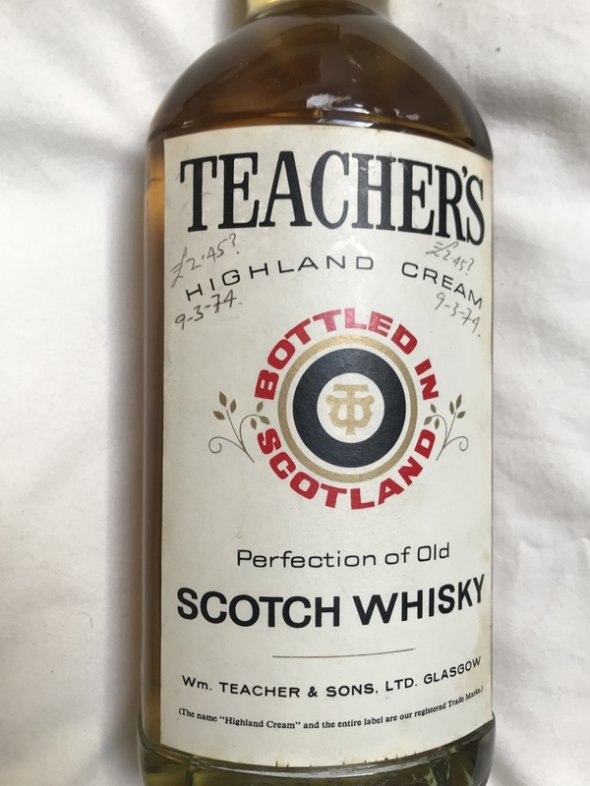 TEACHER'S
£2·45?
£2·45?
HIGHLAND CREAM
9-3-74.
9-3-74.
BOTTLED IN
SCOTLAND
Perfection of Old
SCOTCH WHISKY
Wm. TEACHER & SONS, LTD. GLASGOW
(The name "Highland Cream" and the entire label are our registered Trade Marks.)